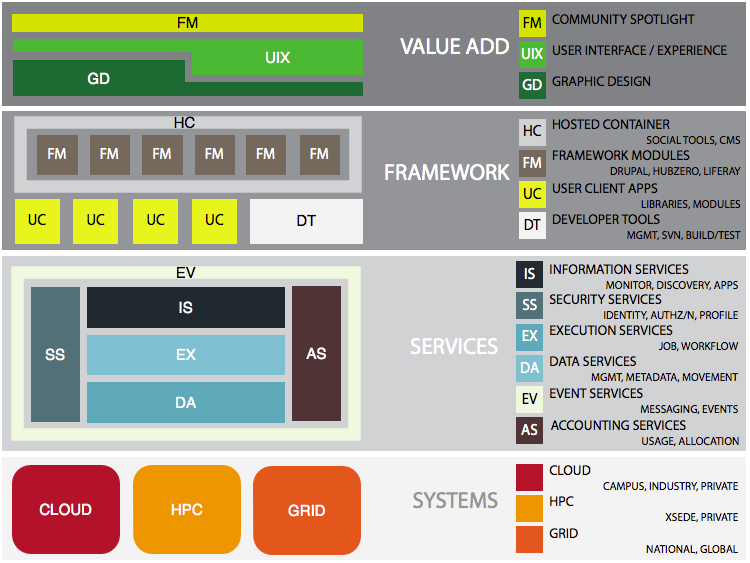 FM
UIX
GD
VALUE ADD
FM COMMUNITY SPOTLIGHT
UIX USER INTERFACE / EXPERIENCE
GD GRAPHIC DESIGN
HC
FM FM FM FM FM FM
UC UC UC UC DT
FRAMEWORK
HC HOSTED CONTAINER
SOCIAL TOOLS, CMS
FM FRAMEWORK MODULES
DRUPAL, HUBZERO, LIFERAY
UC USER CLIENT APPS
LIBRARIES, MODULES
DT DEVELOPER TOOLS
MGMT, SVN, BUILD/TEST
EV
IS
SS EX AS
DA
SERVICES
IS INFORMATION SERVICES
MONITOR, DISCOVERY, APPS
SS SECURITY SERVICES
IDENTITY, AUTHZ/N, PROFILE
EX EXECUTION SERVICES
JOB, WORKFLOW
DA DATA SERVICES
MGMT, METADATA, MOVEMENT
EV EVENT SERVICES
MESSAGING, EVENTS
AS ACCOUNTING SERVICES
USAGE, ALLOCATION
CLOUD HPC GRID
SYSTEMS
CLOUD
CAMPUS, INDUSTRY, PRIVATE
HPC
XSEDE, PRIVATE
GRID
NATIONAL, GLOBAL